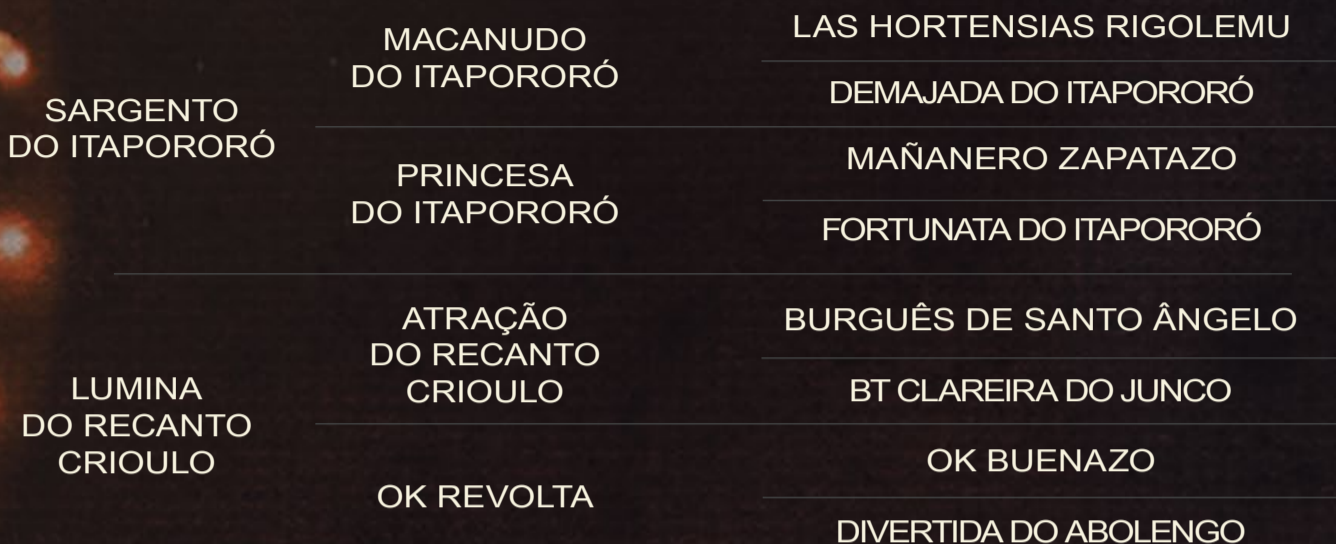 SARGENTO
DO ITAPORORÓ
MACANUDO
DO ITAPORORÓ
PRINCESA
DO ITAPORORÓ
LAS HORTENSIAS RIGOLEMU
DEMAJADA DO ITAPORORÓ
MAÑANERO ZAPATAZO
FORTUNATA DO ITAPORORÓ
LUMINA
DO RECANTO
CRIOULO
ATRAÇÃO
DO RECANTO
CRIOULO
OK REVOLTA
BURGUÊS DE SANTO ÂNGELO
BT CLAREIRA DO JUNCO
OK BUENAZO
DIVERTIDA DO ABOLENGO